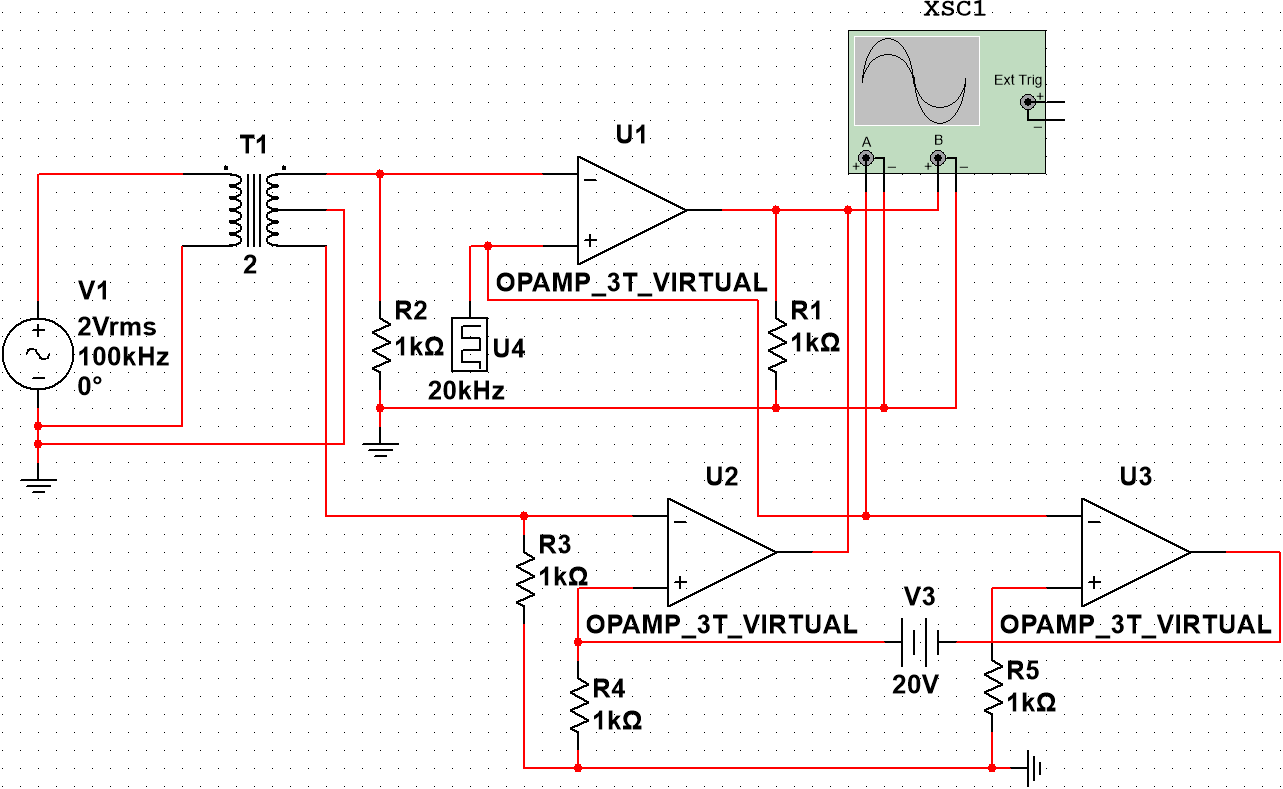 XSC1
Ext Trig
+
−
A
B
+
−
+
−
T1
2
U1
−
+
OPAMP_3T_VIRTUAL
V1
+
−
2Vrms
100kHz
0°
R2
1kΩ
U4
20kHz
R1
1kΩ
U2
−
+
OPAMP_3T_VIRTUAL
U3
−
+
OPAMP_3T_VIRTUAL
R3
1kΩ
V3
20V
R4
1kΩ
R5
1kΩ